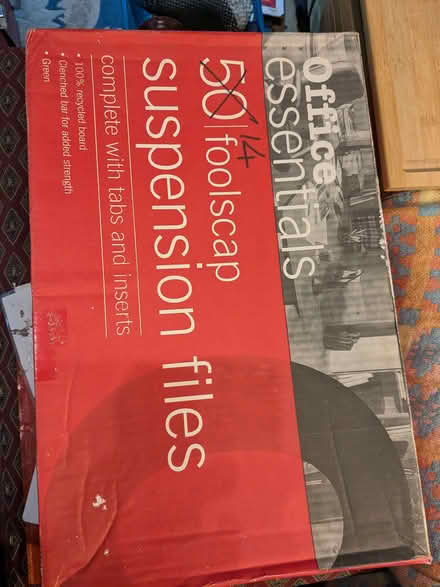 Office
essentials
50 14 foolscap
suspension files
complete with tabs and inserts
• 100% recycled board
• Clenched bar for added strength
• Green